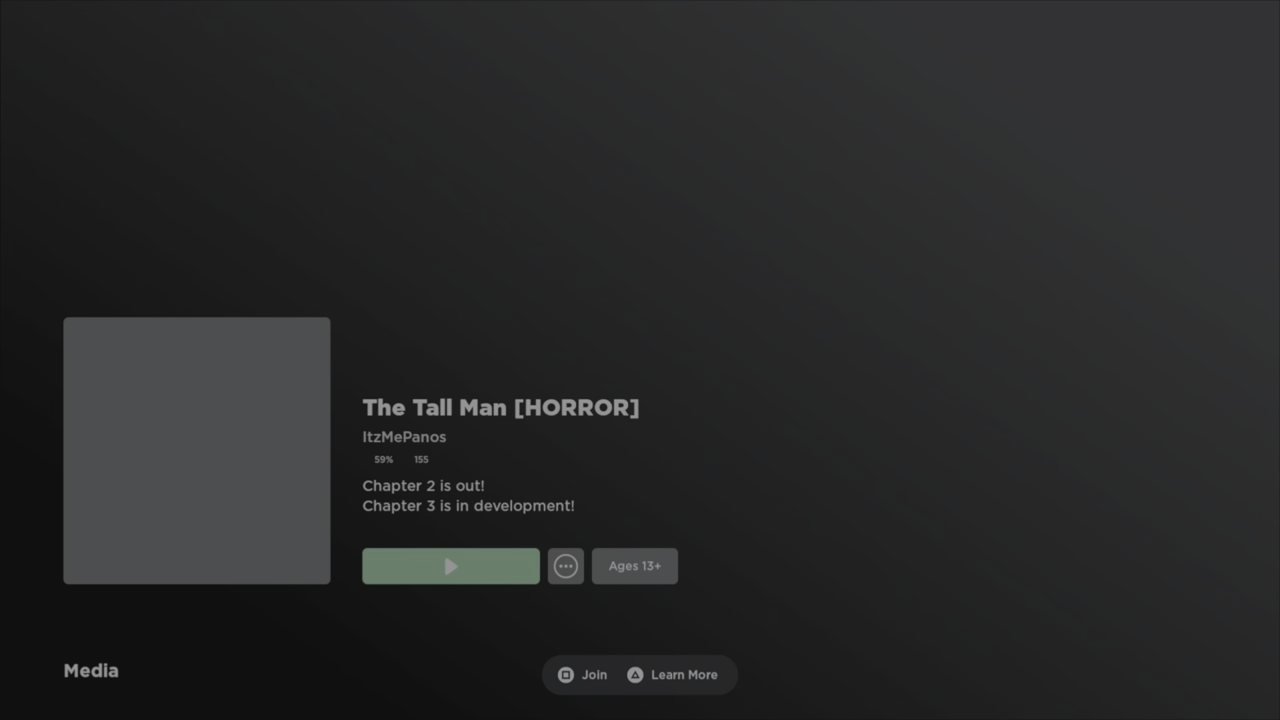 The Tall Man [HORROR]
ItzMePanos
59% 155
Chapter 2 is out!
Chapter 3 is in development!
Ages 13+
Media
Join Learn More